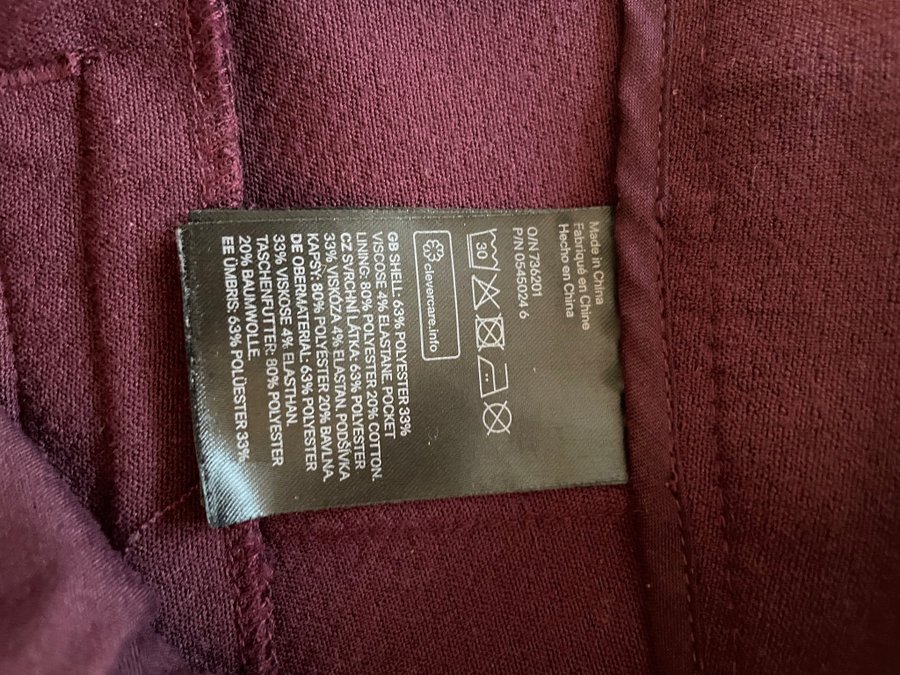 Made in China
Fabriqué en Chine
Hecho en China
O/N 736201
P/N 0545024 6
30
clevercare.info
GB SHELL: 63% POLYESTER 33%
VISCOSE 4% ELASTANE. POCKET
LINING: 80% POLYESTER 20% COTTON.
CZ SVRCHNÍ LÁTKA: 63% POLYESTER
33% VISKÓZA 4% ELASTAN. PODŠÍVKA
KAPSY: 80% POLYESTER 20% BAVLNA.
DE OBERMATERIAL: 63% POLYESTER
33% VISKOSE 4% ELASTHAN.
TASCHENFUTTER: 80% POLYESTER
20% BAUMWOLLE.
EE ÜMBRIS: 63% POLÜESTER 33%